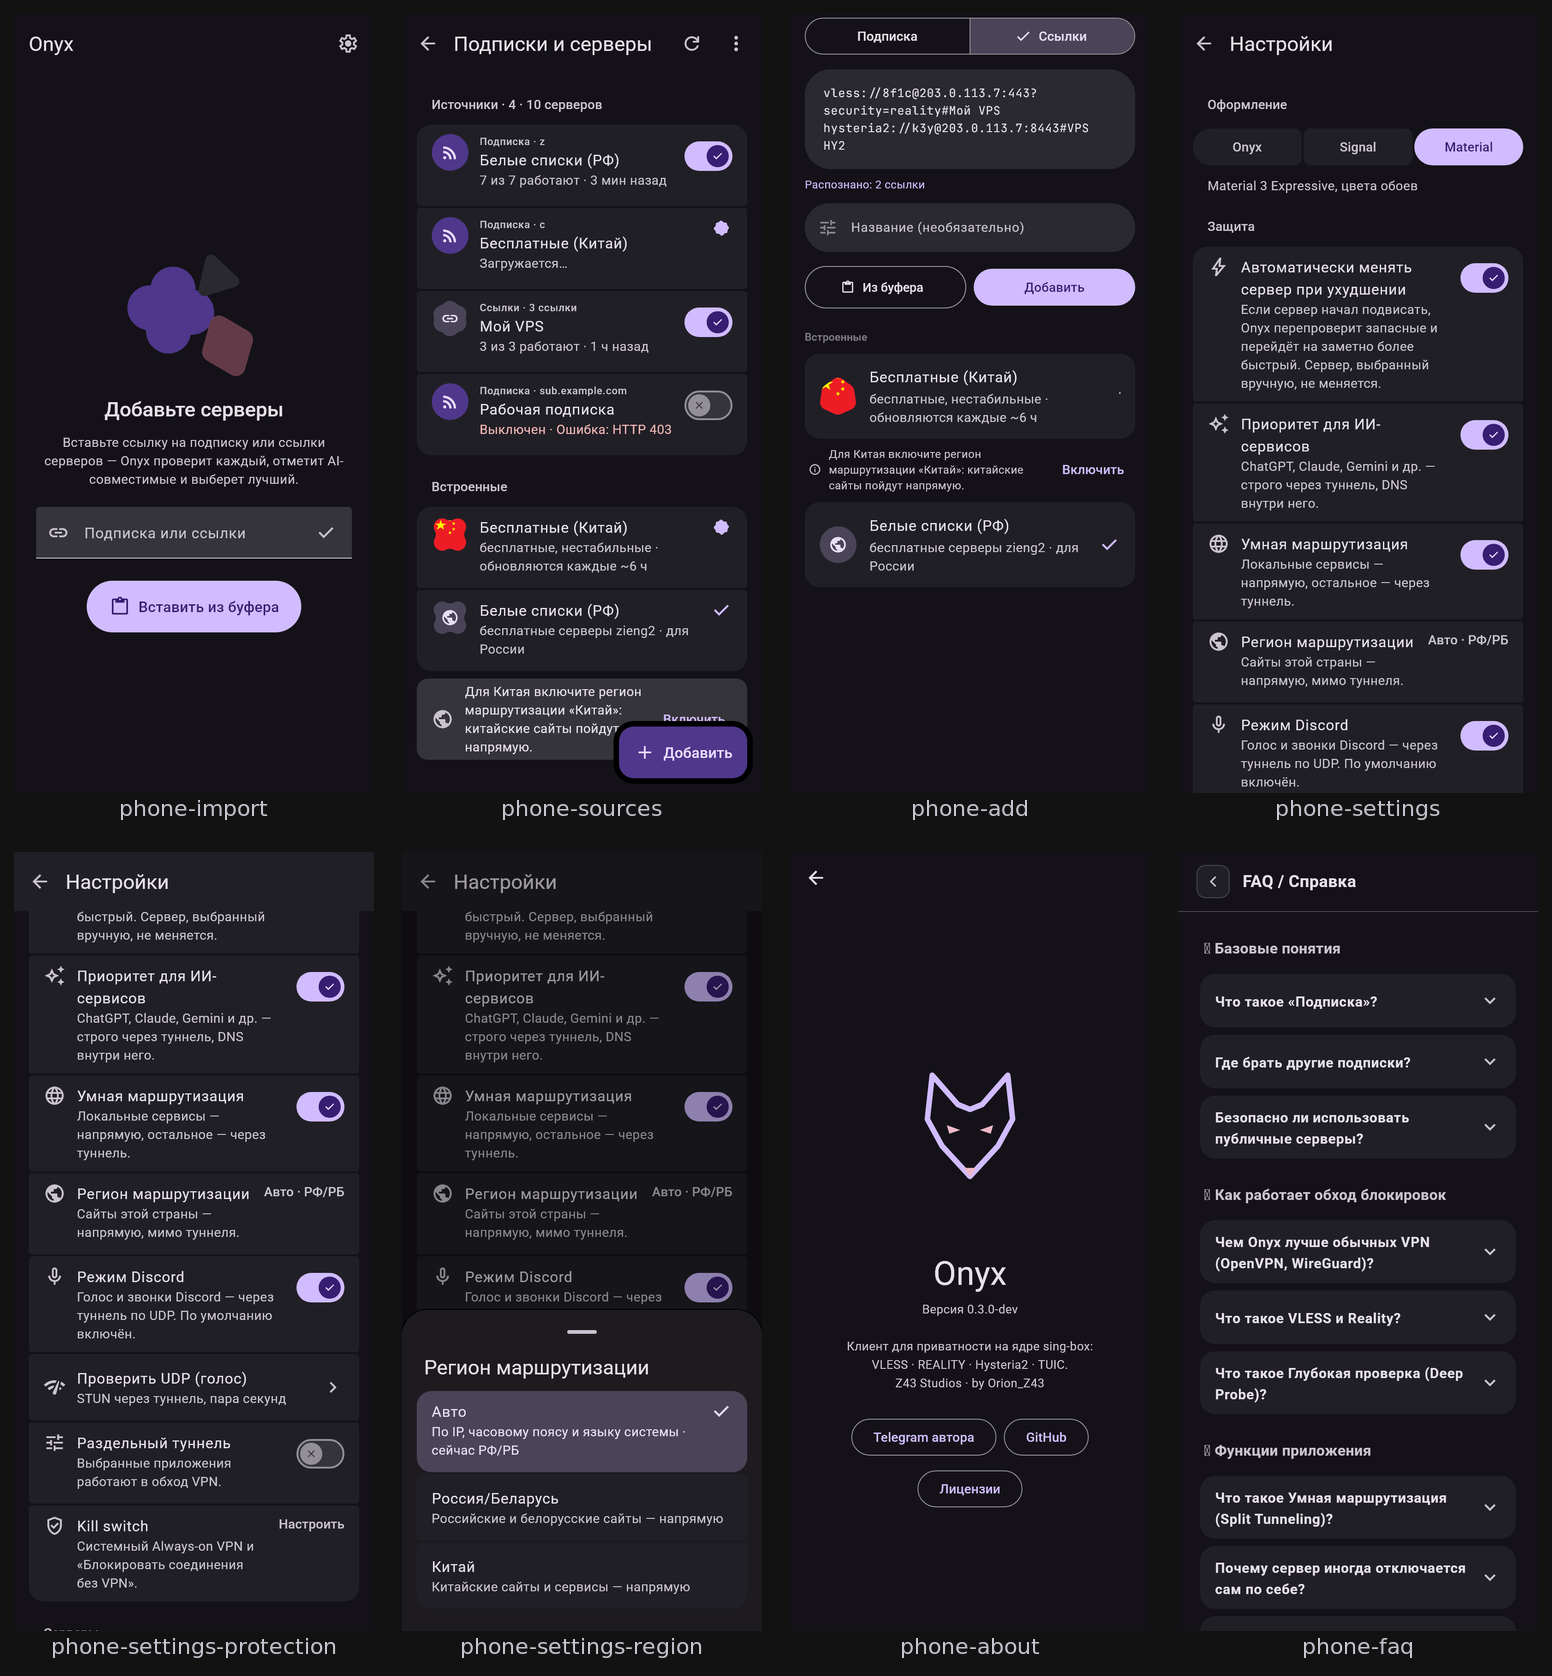 Onyx
Добавьте серверы
Вставьте ссылку на подписку или ссылки
серверов — Onyx проверит каждый, отметит AI-
совместимые и выберет лучший.
Подписка или ссылки
Вставить из буфера
phone-import
Подписки и серверы
Источники · 4 · 10 серверов
Подписка · z
Белые списки (РФ)
7 из 7 работают · 3 мин назад
Подписка · c
Бесплатные (Китай)
Загружается…
Ссылки · 3 ссылки
Мой VPS
3 из 3 работают · 1 ч назад
Подписка · sub.example.com
Рабочая подписка
Выключен · Ошибка: HTTP 403
Встроенные
Бесплатные (Китай)
бесплатные, нестабильные ·
обновляются каждые ~6 ч
Белые списки (РФ)
бесплатные серверы zieng2 · для
России
Для Китая включите регион
маршрутизации «Китай»:
китайские сайты пойдут
напрямую.
Включить
Добавить
phone-sources
Подписка
Ссылки
vless://8f1c@203.0.113.7:443?
security=reality#Мой VPS
hysteria2://k3y@203.0.113.7:8443#VPS
HY2
Распознано: 2 ссылки
Название (необязательно)
Из буфера
Добавить
Встроенные
Бесплатные (Китай)
бесплатные, нестабильные ·
обновляются каждые ~6 ч
Для Китая включите регион
маршрутизации «Китай»: китайские
сайты пойдут напрямую.
Включить
Белые списки (РФ)
бесплатные серверы zieng2 · для
России
phone-add
Настройки
Оформление
Onyx
Signal
Material
Material 3 Expressive, цвета обоев
Защита
Автоматически менять
сервер при ухудшении
Если сервер начал подвисать,
Onyx перепроверит запасные и
перейдёт на заметно более
быстрый. Сервер, выбранный
вручную, не меняется.
Приоритет для ИИ-
сервисов
ChatGPT, Claude, Gemini и др. —
строго через туннель, DNS
внутри него.
Умная маршрутизация
Локальные сервисы —
напрямую, остальное — через
туннель.
Регион маршрутизации
Авто · РФ/РБ
Сайты этой страны —
напрямую, мимо туннеля.
Режим Discord
Голос и звонки Discord — через
туннель по UDP. По умолчанию
включён.
phone-settings
Настройки
быстрый. Сервер, выбранный
вручную, не меняется.
Приоритет для ИИ-
сервисов
ChatGPT, Claude, Gemini и др. —
строго через туннель, DNS
внутри него.
Умная маршрутизация
Локальные сервисы —
напрямую, остальное — через
туннель.
Регион маршрутизации
Авто · РФ/РБ
Сайты этой страны —
напрямую, мимо туннеля.
Режим Discord
Голос и звонки Discord — через
туннель по UDP. По умолчанию
включён.
Проверить UDP (голос)
STUN через туннель, пара секунд
Раздельный туннель
Выбранные приложения
работают в обход VPN.
Kill switch
Настроить
Системный Always-on VPN и
«Блокировать соединения
без VPN».
phone-settings-protection
Настройки
быстрый. Сервер, выбранный
вручную, не меняется.
Приоритет для ИИ-
сервисов
ChatGPT, Claude, Gemini и др. —
строго через туннель, DNS
внутри него.
Умная маршрутизация
Локальные сервисы —
напрямую, остальное — через
туннель.
Регион маршрутизации
Авто · РФ/РБ
Сайты этой страны —
напрямую, мимо туннеля.
Режим Discord
Голос и звонки Discord — через
Регион маршрутизации
Авто
По IP, часовому поясу и языку системы ·
сейчас РФ/РБ
Россия/Беларусь
Российские и белорусские сайты — напрямую
Китай
Китайские сайты и сервисы — напрямую
phone-settings-region
Onyx
Версия 0.3.0-dev
Клиент для приватности на ядре sing-box:
VLESS · REALITY · Hysteria2 · TUIC.
Z43 Studios · by Orion_Z43
Telegram автора
GitHub
Лицензии
phone-about
FAQ / Справка
Базовые понятия
Что такое «Подписка»?
Где брать другие подписки?
Безопасно ли использовать
публичные серверы?
Как работает обход блокировок
Чем Onyx лучше обычных VPN
(OpenVPN, WireGuard)?
Что такое VLESS и Reality?
Что такое Глубокая проверка (Deep
Probe)?
Функции приложения
Что такое Умная маршрутизация
(Split Tunneling)?
Почему сервер иногда отключается
сам по себе?
phone-faq